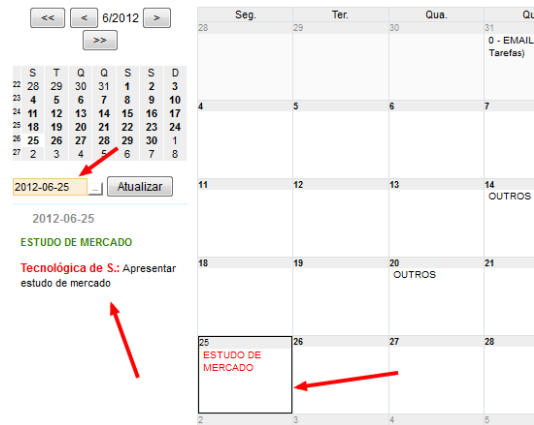 << < 6/2012 >
>>
S T Q Q S S D
22 28 29 30 31 1 2 3
23 4 5 6 7 8 9 10
24 11 12 13 14 15 16 17
25 18 19 20 21 22 23 24
26 25 26 27 28 29 30 1
27 2 3 4 5 6 7 8
2012-06-25 ... Atualizar
2012-06-25
ESTUDO DE MERCADO
Tecnológica de S.: Apresentar
estudo de mercado
Seg. Ter. Qua. Qu
28 29 30 31
0 - EMAIL
Tarefas)
4 5 6 7
11 12 13 14
OUTROS
18 19 20 21
OUTROS
25 26 27 28
ESTUDO DE
MERCADO
2 3 4 5